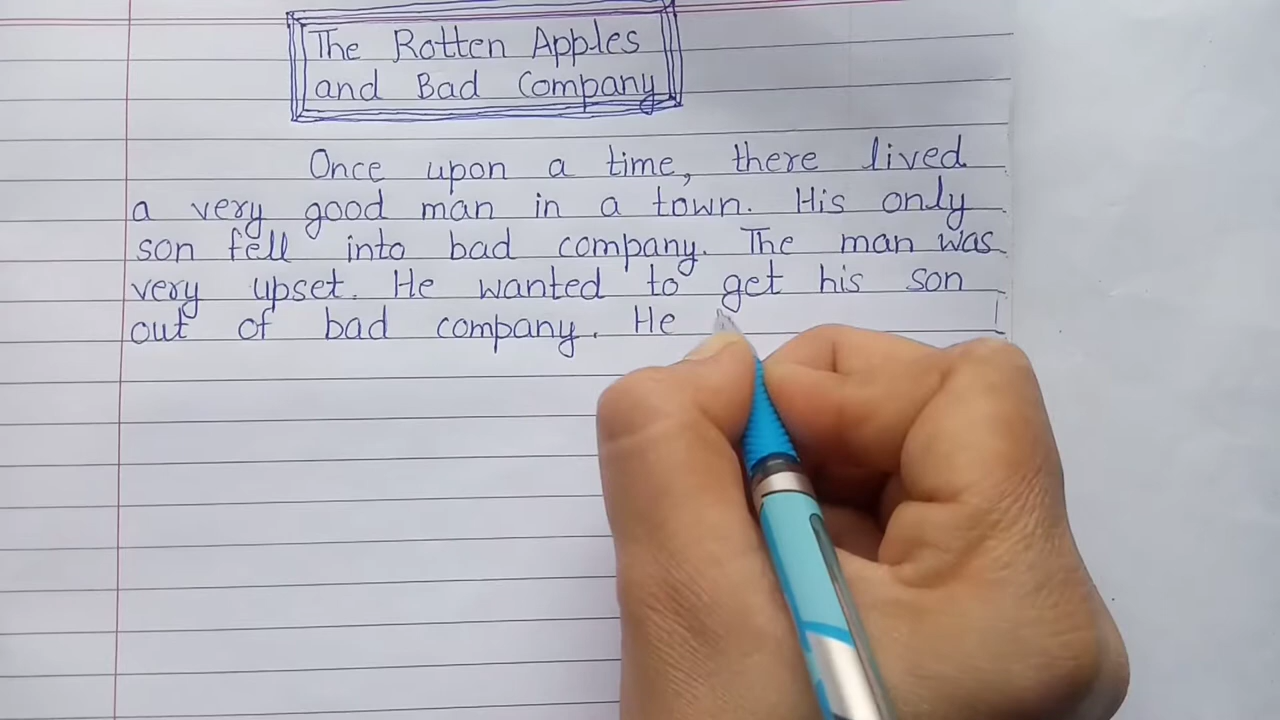 The Rotten Apples
and Bad Company
Once upon a time, there lived
a very good man in a town. His only
son fell into bad company. The man was
very upset. He wanted to get his son
out of bad company. He